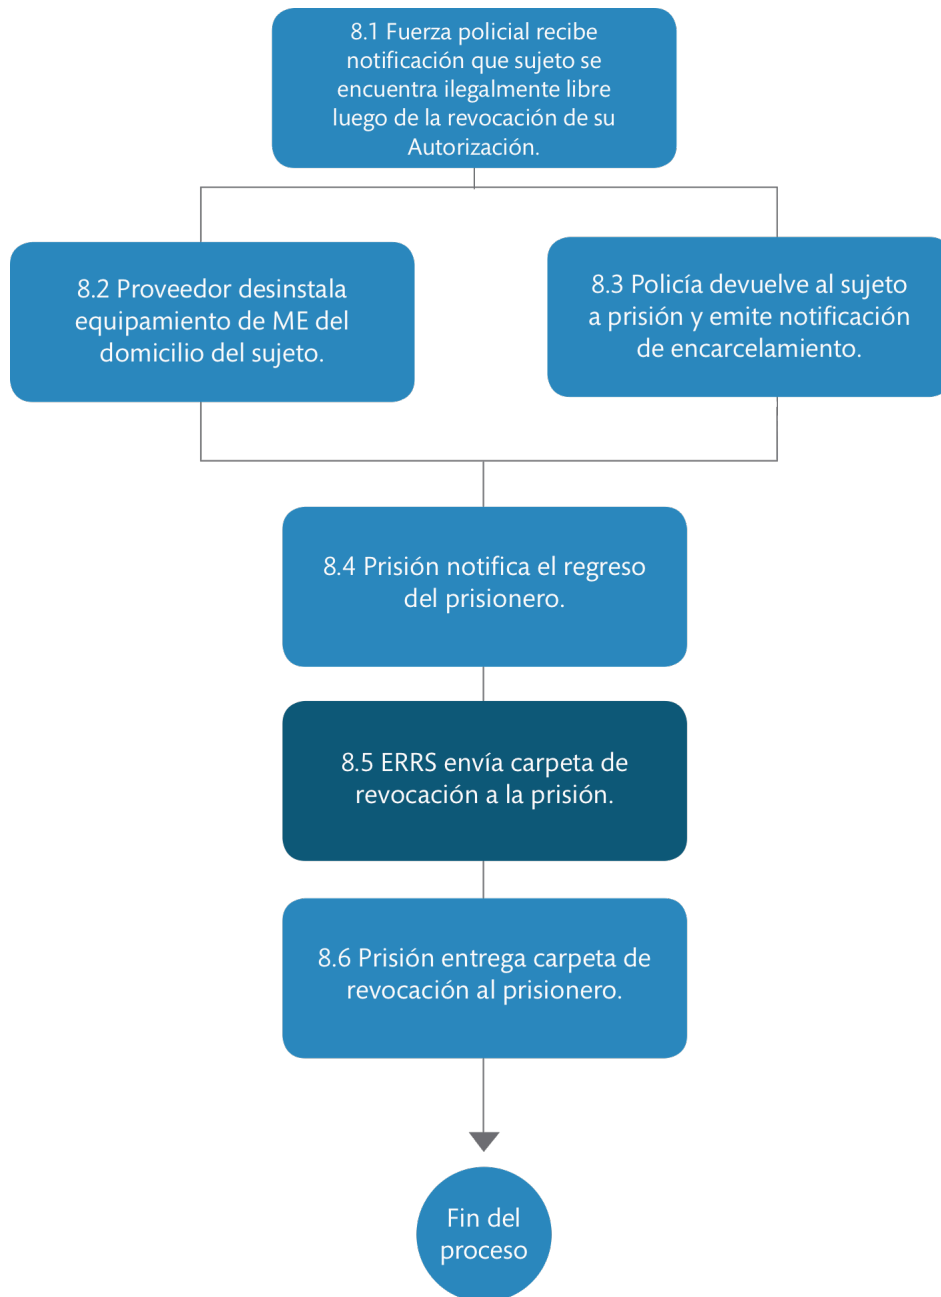 8.1 Fuerza policial recibe
notificación que sujeto se
encuentra ilegalmente libre
luego de la revocación de su
Autorización.
8.2 Proveedor desinstala
equipamiento de ME del
domicilio del sujeto.
8.3 Policía devuelve al sujeto
a prisión y emite notificación
de encarcelamiento.
8.4 Prisión notifica el regreso
del prisionero.
8.5 ERRS envía carpeta de
revocación a la prisión.
8.6 Prisión entrega carpeta de
revocación al prisionero.
Fin del
proceso